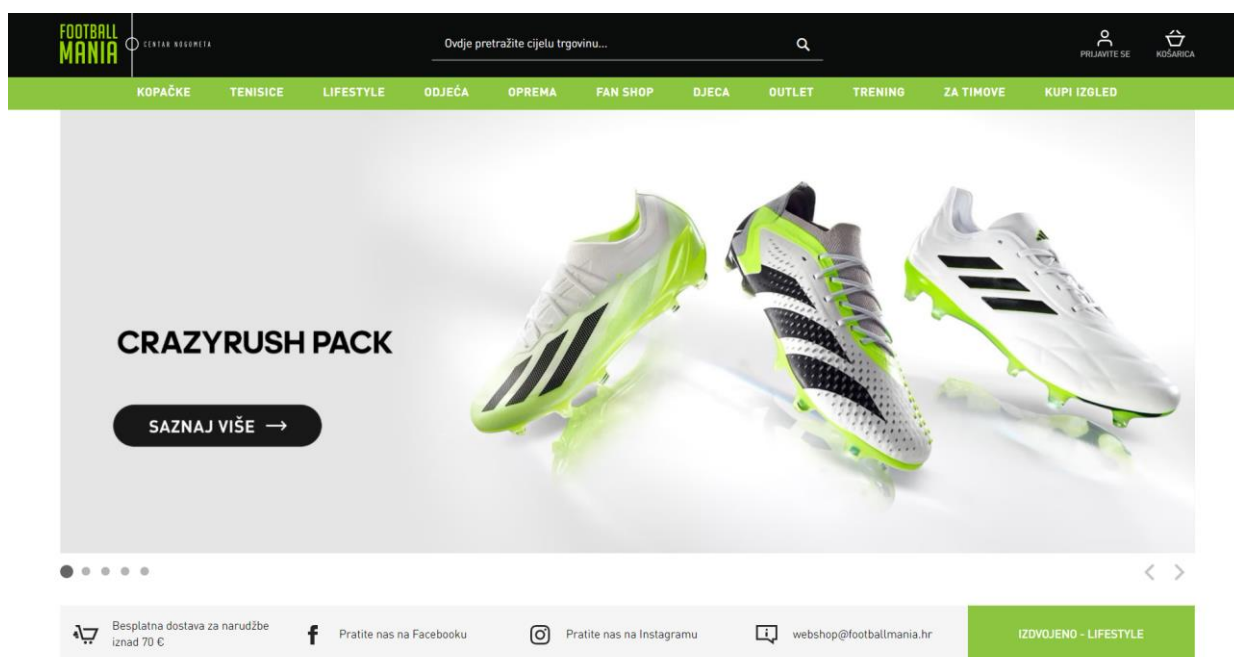 FOOTBALL
MANIA
CENTAR NOGOMETA
Ovdje pretražite cijelu trgovinu...
PRIJAVITE SE
KOŠARICA
KOPAČKE TENISICE LIFESTYLE ODJEĆA OPREMA FAN SHOP DJECA OUTLET TRENING ZA TIMOVE KUPI IZGLED
CRAZYRUSH PACK
SAZNAJ VIŠE →
Besplatna dostava za narudžbe
iznad 70 €
Pratite nas na Facebooku
Pratite nas na Instagramu
webshop@footballmania.hr
IZDVOJENO - LIFESTYLE